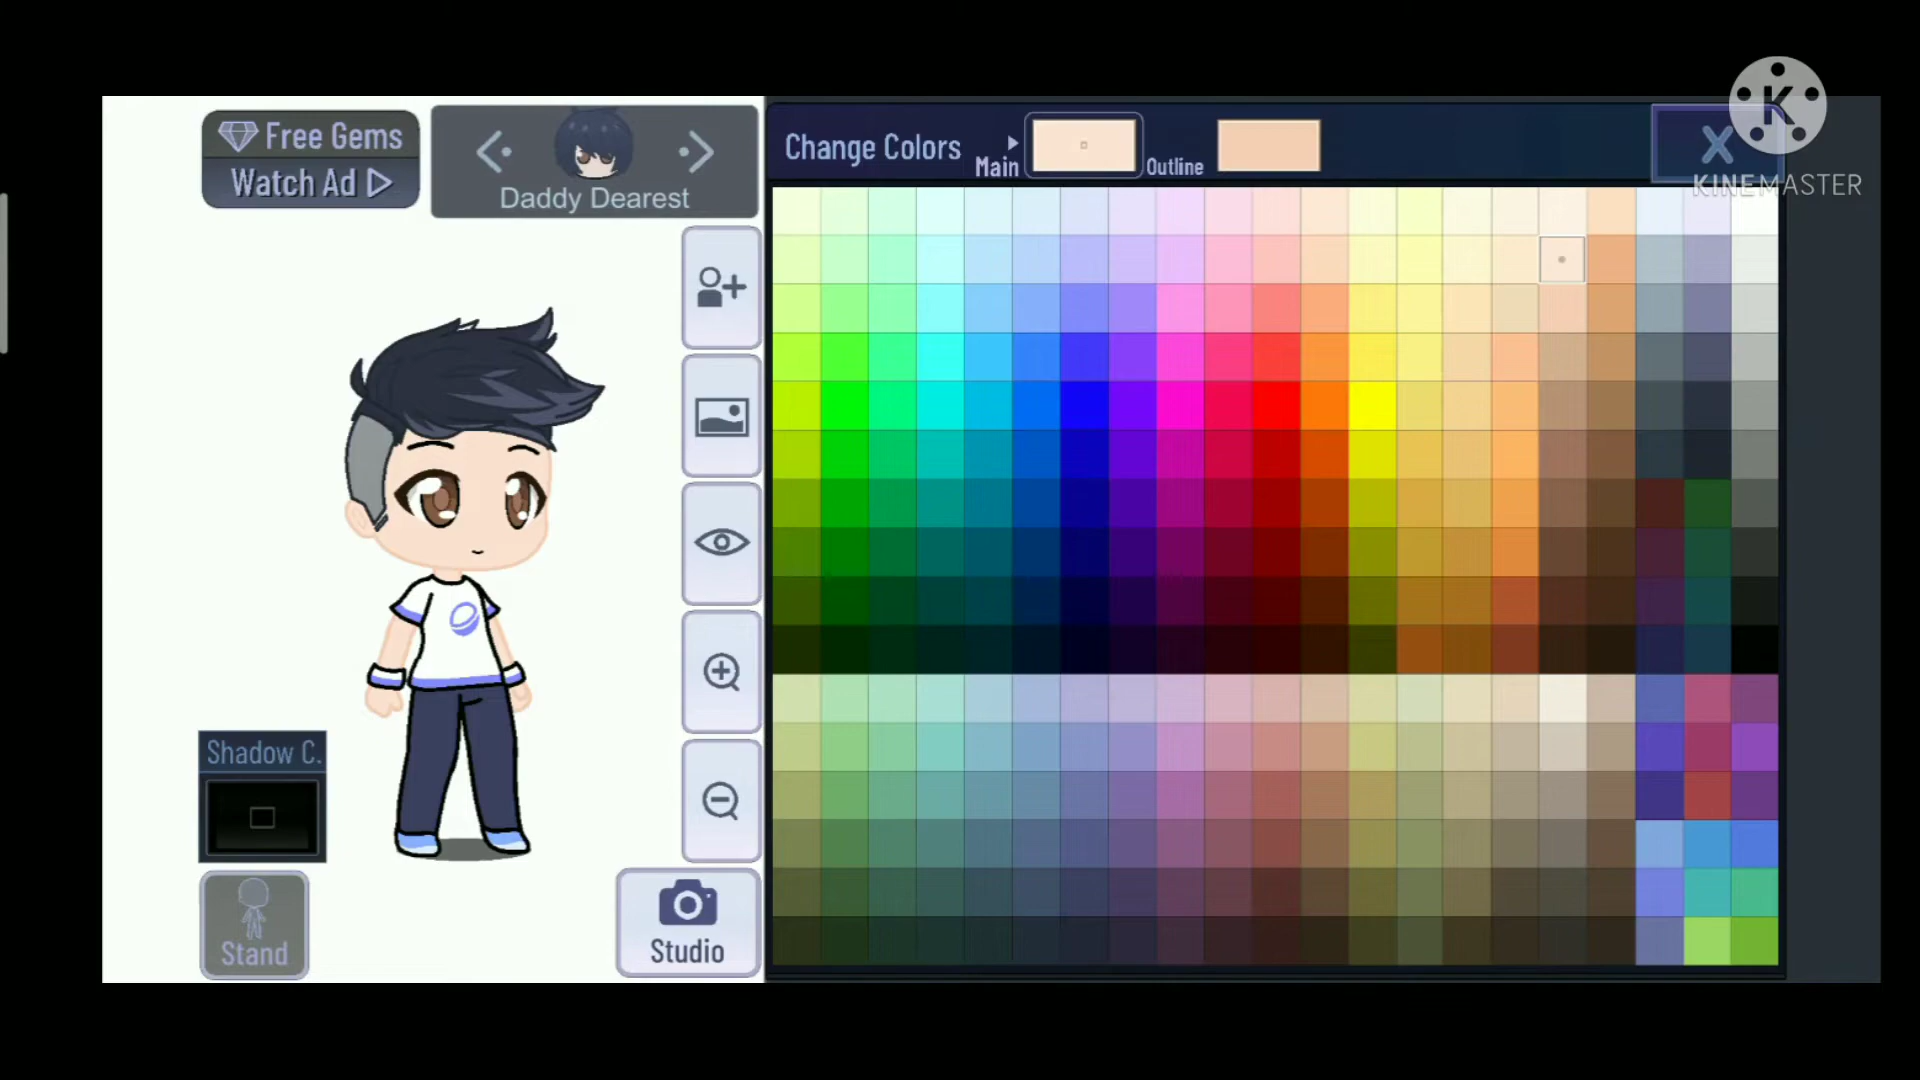 Free Gems
Watch Ad
Daddy Dearest
Change Colors
Main
Outline
X
K
KINEMASTER
Shadow C.
Stand
Studio